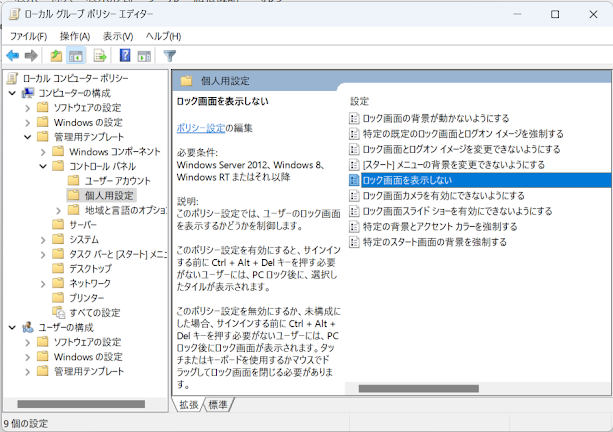 ローカル グループ ポリシー エディター
ファイル(F) 操作(A) 表示(V) ヘルプ(H)
ローカル コンピューター ポリシー
コンピューターの構成
ソフトウェアの設定
Windows の設定
管理用テンプレート
Windows コンポーネント
コントロール パネル
ユーザー アカウント
個人用設定
地域と言語のオプショ
サーバー
システム
タスク バーと [スタート] メニ
デスクトップ
ネットワーク
プリンター
すべての設定
ユーザーの構成
ソフトウェアの設定
Windows の設定
管理用テンプレート
個人用設定
ロック画面を表示しない
ポリシー設定の編集
必要条件:
Windows Server 2012、Windows 8、
Windows RT またはそれ以降
説明:
このポリシー設定では、ユーザーのロック画面
を表示するかどうかを制御します。
このポリシー設定を有効にすると、サインイン
する前に Ctrl + Alt + Del キーを押す必要
がないユーザーには、PC ロック後に、選択し
たタイルが表示されます。
このポリシー設定を無効にするか、未構成に
した場合、サインインする前に Ctrl + Alt +
Del キーを押す必要がないユーザーには、PC
ロック後にロック画面が表示されます。タッ
チまたはキーボードを使用するかマウスでド
ラッグしてロック画面を閉じる必要がありま
す。
設定
ロック画面の背景が動かないようにする
特定の既定のロック画面とログオン イメージを強制する
ロック画面とログオン イメージを変更できないようにする
[スタート] メニューの背景を変更できないようにする
ロック画面を表示しない
ロック画面カメラを有効にできないようにする
ロック画面スライド ショーを有効にできないようにする
特定の背景とアクセント カラーを強制する
特定のスタート画面の背景を強制する
拡張 標準
9 個の設定